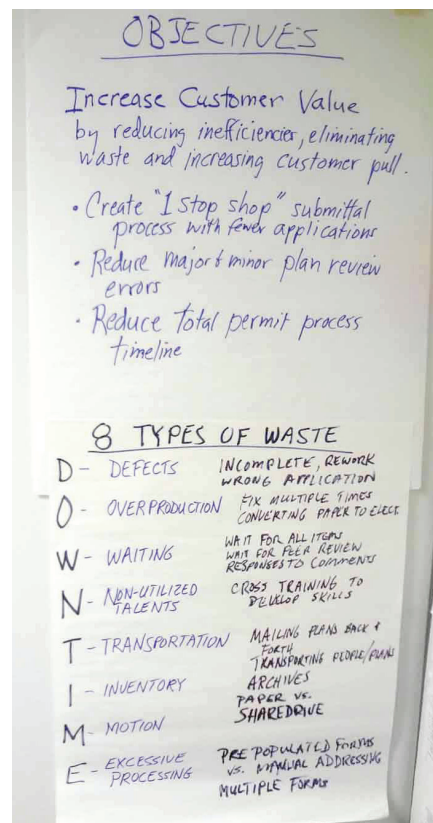 OBJECTIVES
Increase Customer Value
by reducing inefficiencies, eliminating
waste and increasing customer pull.
• Create "1 stop shop" submittal
process with fewer applications
• Reduce major & minor plan review
errors
• Reduce total permit process
timeline
8 TYPES OF WASTE
D - DEFECTS INCOMPLETE, REWORK
WRONG APPLICATION
O - OVERPRODUCTION FIX MULTIPLE TIMES
CONVERTING PAPER TO ELECT.
W - WAITING WAIT FOR ALL ITEMS
WAIT FOR PEER REVIEW
RESPONSES TO COMMENTS
N - NON-UTILIZED TALENTS CROSS TRAINING TO
DEVELOP SKILLS
T - TRANSPORTATION MAILING PLANS BACK &
FORTH
TRANSPORTING PEOPLE/PLANS
I - INVENTORY ARCHIVES
PAPER VS.
SHAREDRIVE
M - MOTION
E - EXCESSIVE PROCESSING PRE POPULATED FORMS
VS. MANUAL ADDRESSING
MULTIPLE FORMS